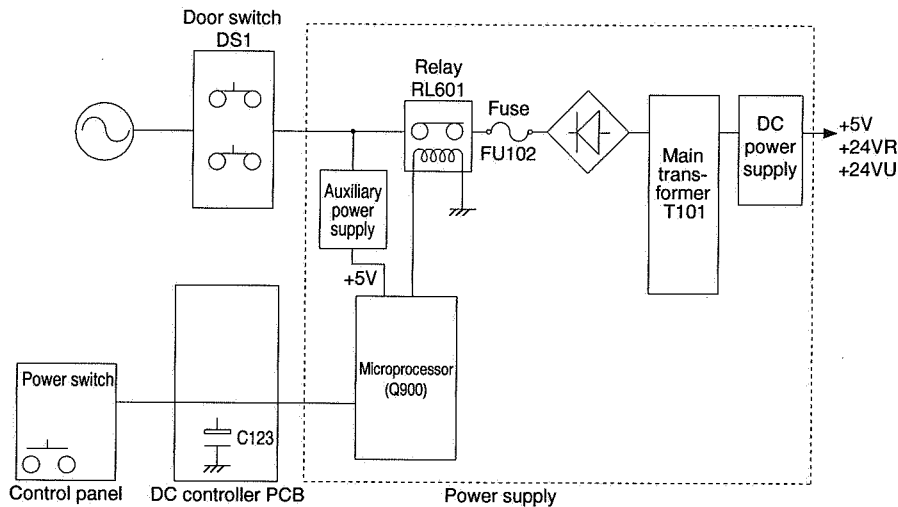 Door switch
DS1
Relay
RL601
Fuse
FU102
Main
trans-
former
T101
DC
power
supply
+5V
+24VR
+24VU
Auxiliary
power
supply
+5V
Microprocessor
(Q900)
Power switch
C123
Control panel
DC controller PCB
Power supply